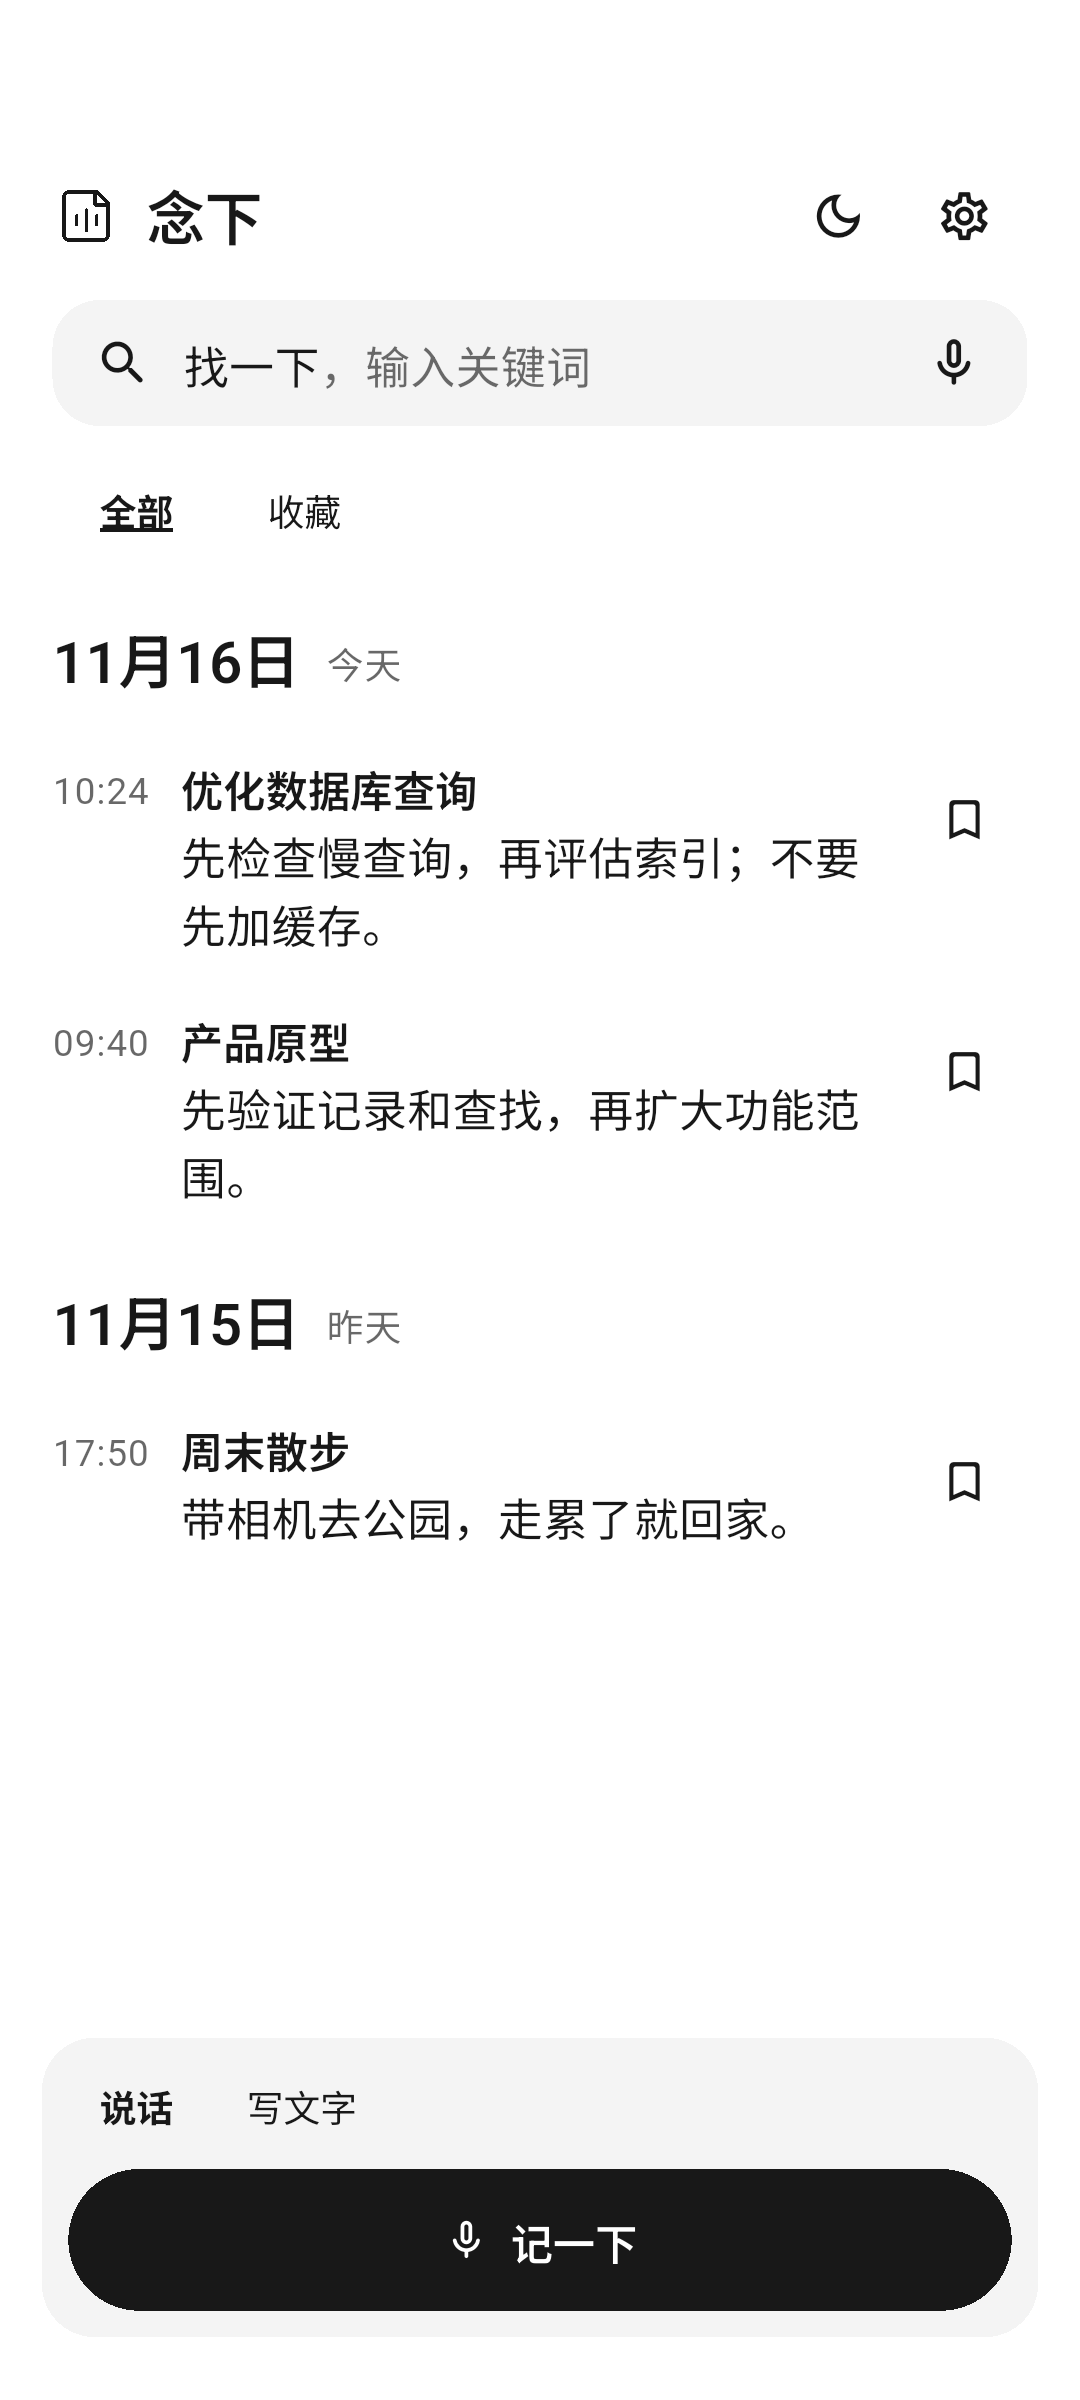 念下
找一下，输入关键词
全部 收藏
11月16日 今天
10:24 优化数据库查询
先检查慢查询，再评估索引；不要
先加缓存。
09:40 产品原型
先验证记录和查找，再扩大功能范
围。
11月15日 昨天
17:50 周末散步
带相机去公园，走累了就回家。
说话 写文字
记一下